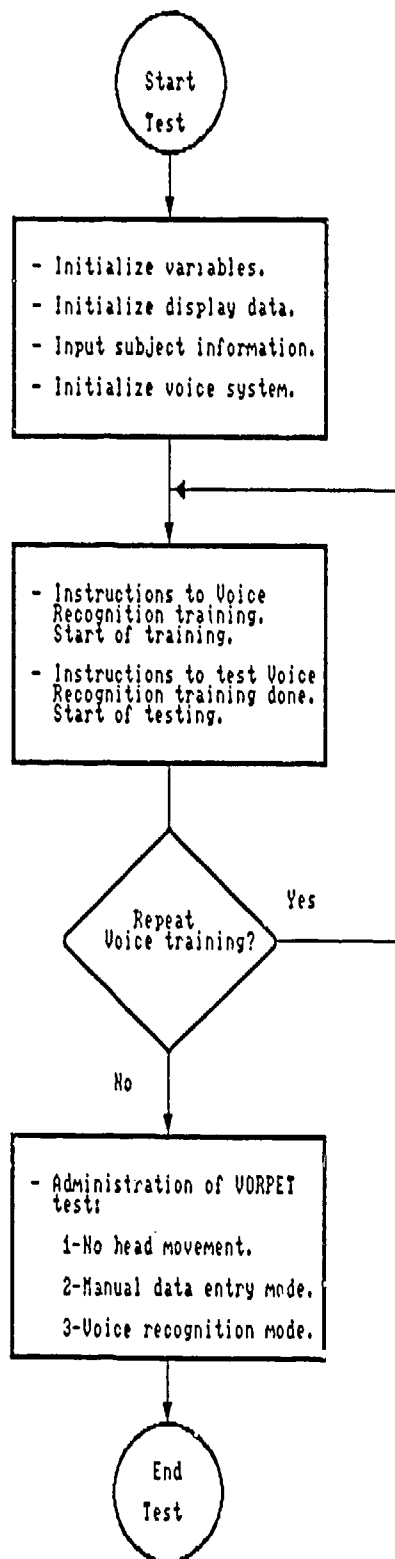 Start
Test
- Initialize variables.
- Initialize display data.
- Input subject information.
- Initialize voice system.
- Instructions to Voice
Recognition training.
Start of training.
- Instructions to test Voice
Recognition training done.
Start of testing.
Repeat
Voice training?
Yes
No
- Administration of VORPET
test:
1-No head movement.
2-Manual data entry mode.
3-Voice recognition mode.
End
Test